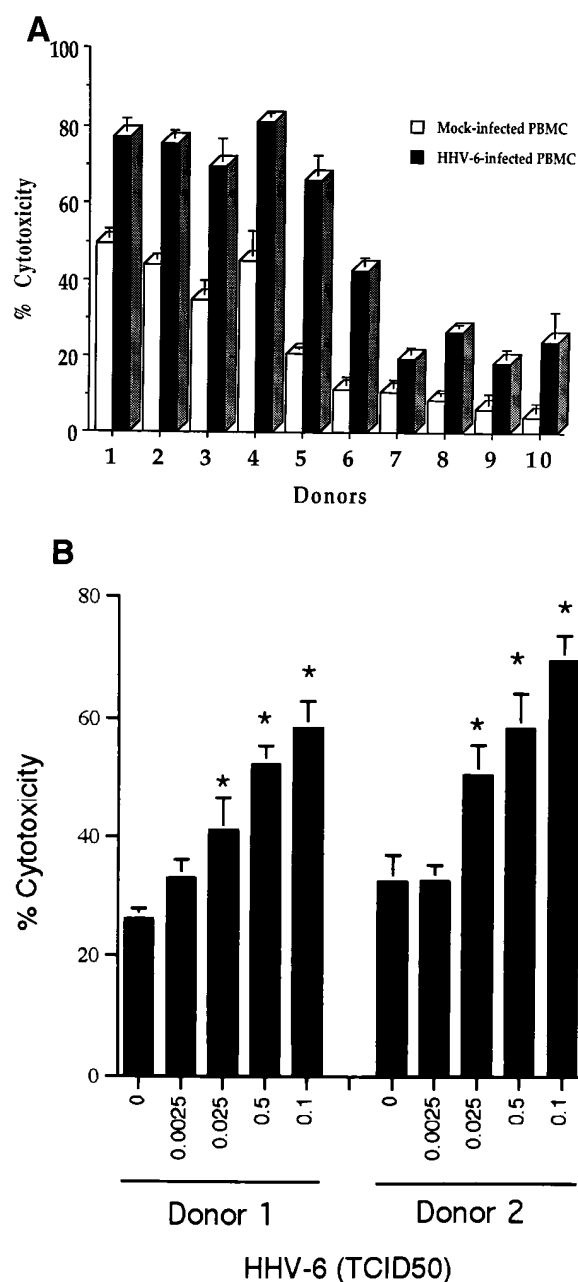 A
100
80
60
40
20
0
% Cytotoxicity
Mock-infected PBMC
HHV-6-infected PBMC
1 2 3 4 5 6 7 8 9 10
Donors
B
80
60
40
20
0
% Cytotoxicity
* * * * * *
0 0.0025 0.025 0.5 0.1 0 0.0025 0.025 0.5 0.1
Donor 1 Donor 2
HHV-6 (TCID50)